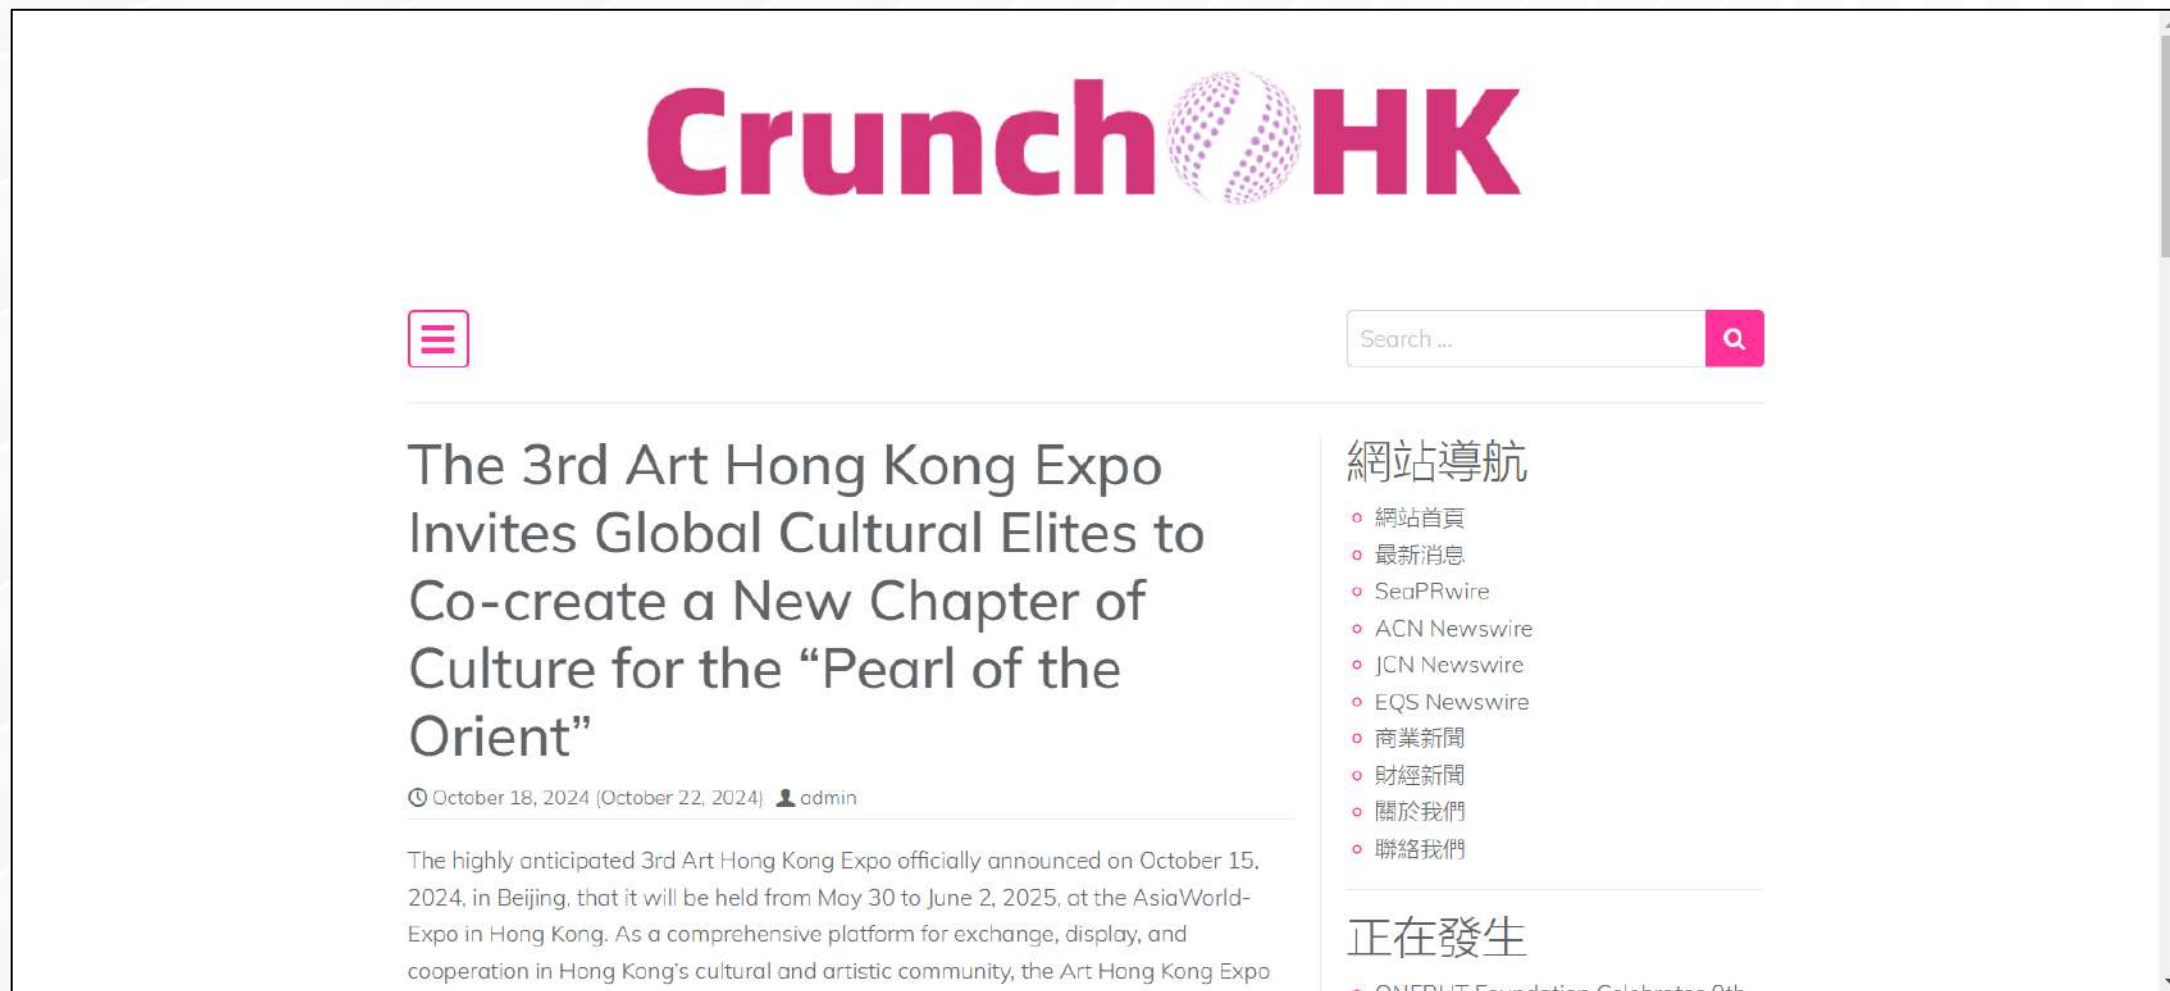 Crunch HK
Search ...
The 3rd Art Hong Kong Expo
Invites Global Cultural Elites to
Co-create a New Chapter of
Culture for the “Pearl of the
Orient”
October 18, 2024 (October 22, 2024) admin
The highly anticipated 3rd Art Hong Kong Expo officially announced on October 15,
2024, in Beijing, that it will be held from May 30 to June 2, 2025, at the AsiaWorld-
Expo in Hong Kong. As a comprehensive platform for exchange, display, and
cooperation in Hong Kong’s cultural and artistic community, the Art Hong Kong Expo
網站導航
網站首頁
最新消息
SeaPRwire
ACN Newswire
JCN Newswire
EQS Newswire
商業新聞
財經新聞
關於我們
聯絡我們
正在發生
Foundation Celebrates 9th